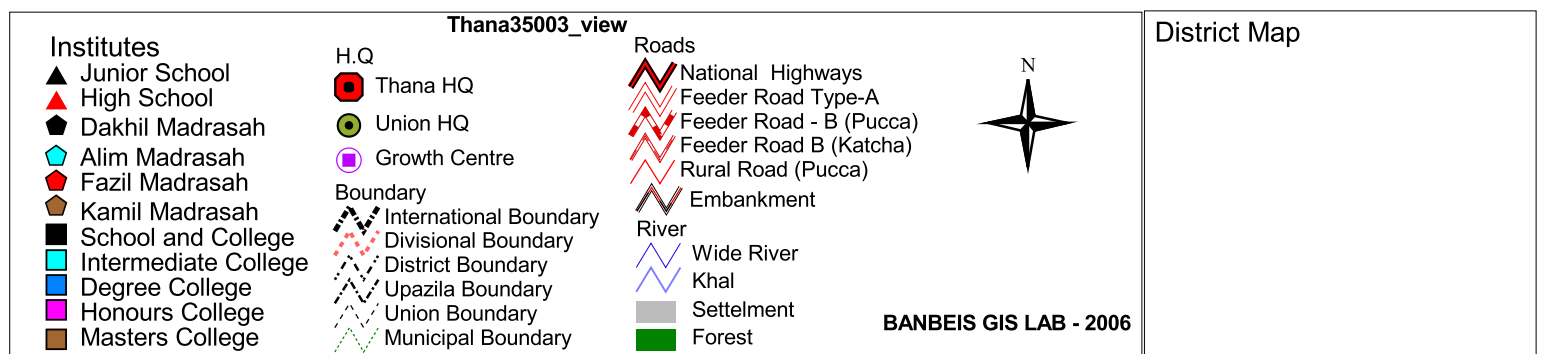 Thana35003_view
Institutes
Junior School
High School
Dakhil Madrasah
Alim Madrasah
Fazil Madrasah
Kamil Madrasah
School and College
Intermediate College
Degree College
Honours College
Masters College
H.Q
Thana HQ
Union HQ
Growth Centre
Boundary
International Boundary
Divisional Boundary
District Boundary
Upazila Boundary
Union Boundary
Municipal Boundary
Roads
National Highways
Feeder Road Type-A
Feeder Road - B (Pucca)
Feeder Road B (Katcha)
Rural Road (Pucca)
Embankment
River
Wide River
Khal
Settelment
Forest
N
BANBEIS GIS LAB - 2006
District Map